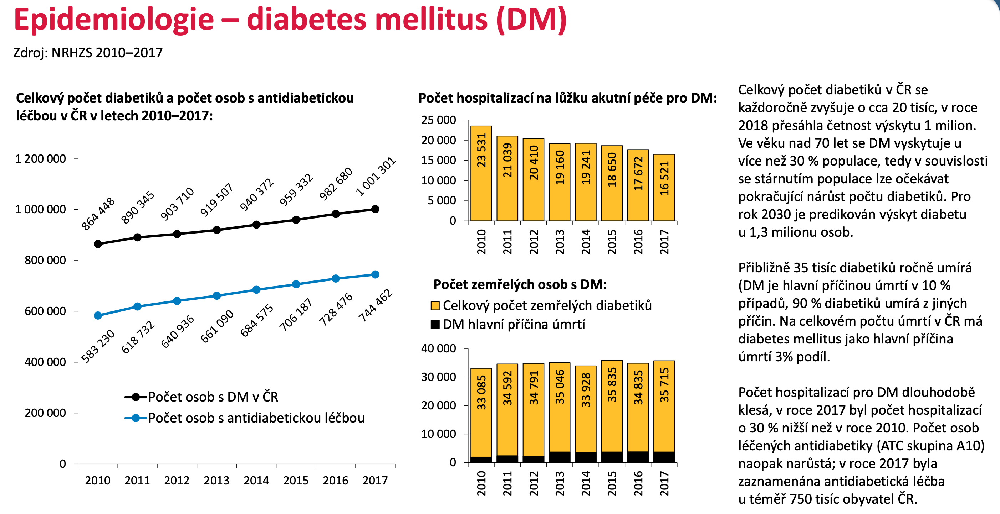 Epidemiologie – diabetes mellitus (DM)
Zdroj: NRHZS 2010–2017
Celkový počet diabetiků a počet osob s antidiabetickou
léčbou v ČR v letech 2010–2017:
1 200 000
1 000 000
800 000
600 000
400 000
200 000
0
864 448
890 345
903 710
919 507
940 372
959 332
982 680
1 001 301
583 230
618 732
640 936
661 090
684 575
706 187
728 476
744 462
Počet osob s DM v ČR
Počet osob s antidiabetickou léčbou
2010 2011 2012 2013 2014 2015 2016 2017
Počet hospitalizací na lůžku akutní péče pro DM:
25 000
20 000
15 000
10 000
5 000
0
23 531
21 039
20 410
19 160
19 241
18 650
17 672
16 521
2010
2011
2012
2013
2014
2015
2016
2017
Počet zemřelých osob s DM:
Celkový počet zemřelých diabetiků
DM hlavní příčina úmrtí
40 000
30 000
20 000
10 000
0
33 085
34 592
34 791
35 046
33 928
35 835
34 835
35 715
2010
2011
2012
2013
2014
2015
2016
2017
Celkový počet diabetiků v ČR se
každoročně zvyšuje o cca 20 tisíc, v roce
2018 přesáhla četnost výskytu 1 milion.
Ve věku nad 70 let se DM vyskytuje u
více než 30 % populace, tedy v souvislosti
se stárnutím populace lze očekávat
pokračující nárůst počtu diabetiků. Pro
rok 2030 je predikován výskyt diabetu
u 1,3 milionu osob.
Přibližně 35 tisíc diabetiků ročně umírá
(DM je hlavní příčinou úmrtí v 10 %
případů, 90 % diabetiků umírá z jiných
příčin. Na celkovém počtu úmrtí v ČR má
diabetes mellitus jako hlavní příčina
úmrtí 3% podíl.
Počet hospitalizací pro DM dlouhodobě
klesá, v roce 2017 byl počet hospitalizací
o 30 % nižší než v roce 2010. Počet osob
léčených antidiabetiky (ATC skupina A10)
naopak narůstá; v roce 2017 byla
zaznamenána antidiabetická léčba
u téměř 750 tisíc obyvatel ČR.